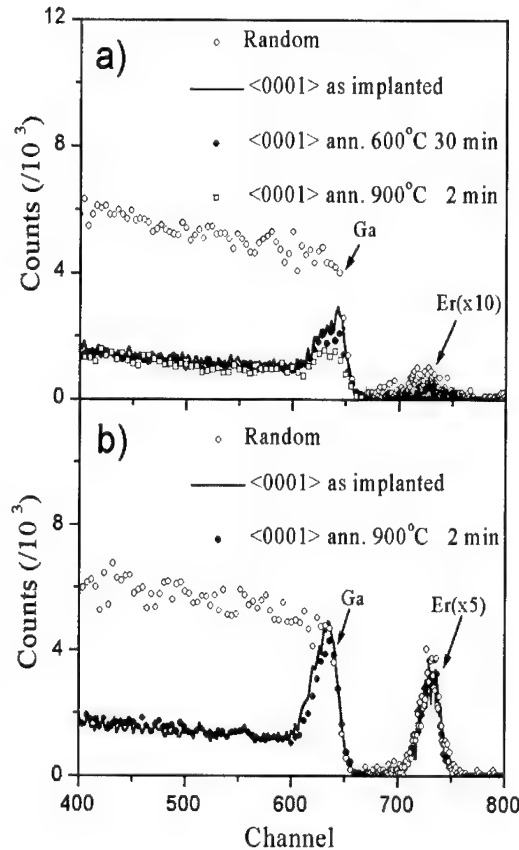 12
a)
Random
<0001> as implanted
<0001> ann. 600°C 30 min
<0001> ann. 900°C 2 min
8
Counts (/10³)
Ga
4
Er(x10)
0
b)
Random
<0001> as implanted
<0001> ann. 900°C 2 min
8
Counts (/10³)
Ga
Er(x5)
4
0
400 500 600 700 800
Channel